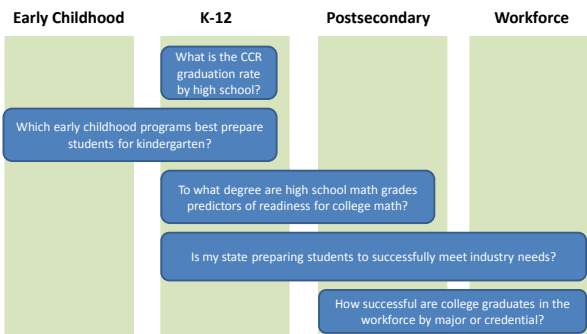 Early Childhood K-12 Postsecondary Workforce
What is the CCR
graduation rate
by high school?
Which early childhood programs best prepare
students for kindergarten?
To what degree are high school math grades
predictors of readiness for college math?
Is my state preparing students to successfully meet industry needs?
How successful are college graduates in the
workforce by major or credential?